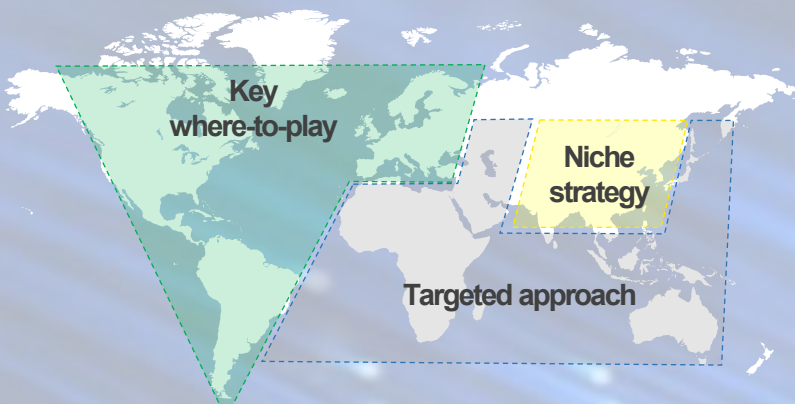 Key
where-to-play
Niche
strategy
Targeted approach